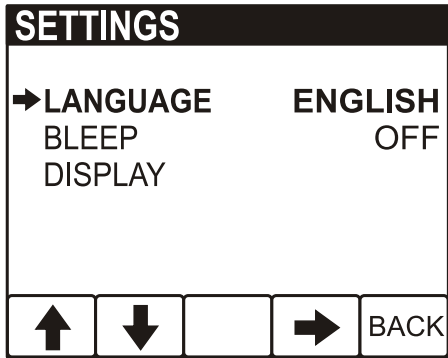 SETTINGS
LANGUAGE ENGLISH
BLEEP OFF
DISPLAY
BACK